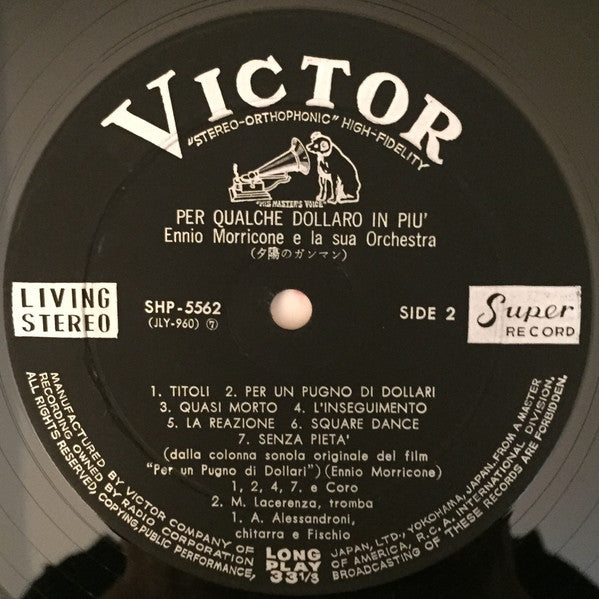 VICTOR
"STEREO-ORTHOPHONIC" HIGH-FIDELITY
"HIS MASTER'S VOICE"
PER QUALCHE DOLLARO IN PIU'
Ennio Morricone e la sua Orchestra
(夕陽のガンマン)
LIVING
STEREO
SHP-5562
(JLY-960) ⑦
SIDE 2
Super
RECORD
1. TITOLI 2. PER UN PUGNO DI DOLLARI
3. QUASI MORTO 4. L'INSEGUIMENTO
5. LA REAZIONE 6. SQUARE DANCE
7. SENZA PIETA'
(dalla colonna sonora originale del film
"Per un Pugno di Dollari") (Ennio Morricone)
1, 2, 4, 7. e Coro
2. M. Lacerenza, tromba
1. A. Alessandroni,
chitarra e Fischio
LONG
PLAY
33 1/3
MANUFACTURED BY VICTOR COMPANY OF JAPAN, LTD., YOKOHAMA, JAPAN, FROM A MASTER
RECORDING OWNED BY RADIO CORPORATION OF AMERICA, R.C.A. INTERNATIONAL DIVISION.
ALL RIGHTS RESERVED, COPYING, PUBLIC PERFORMANCE, BROADCASTING OF THESE RECORDS ARE FORBIDDEN.